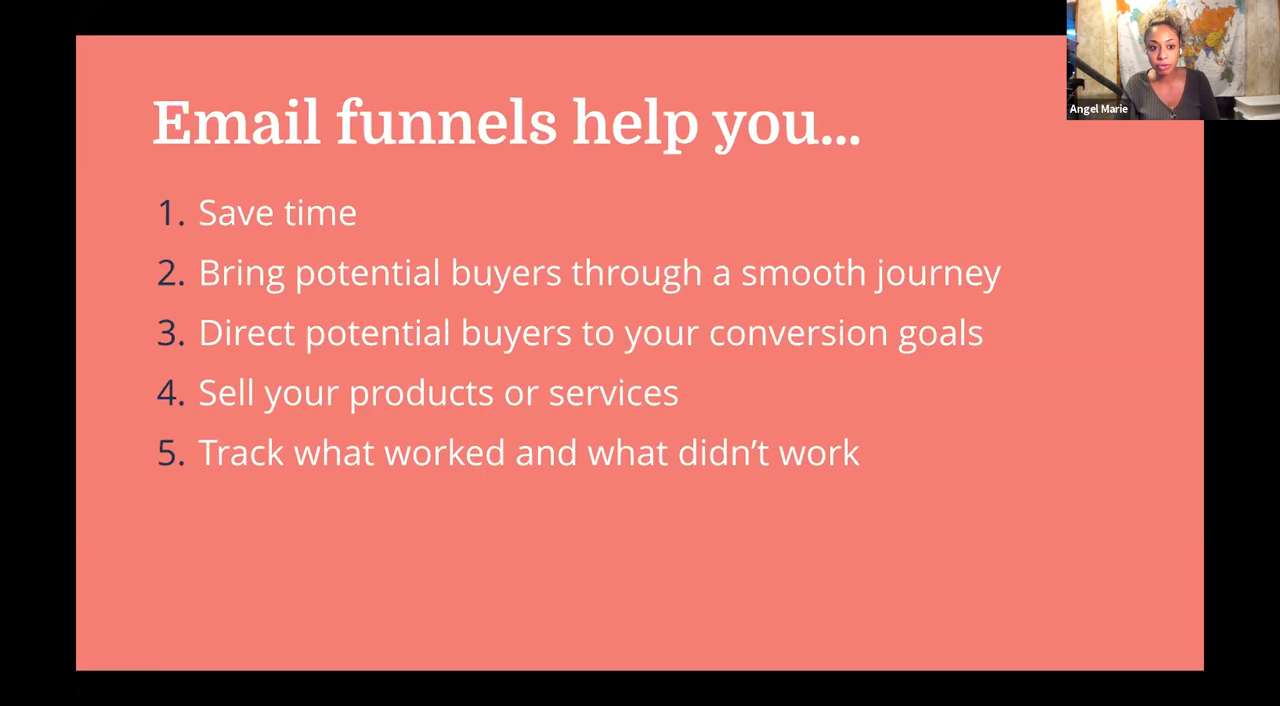 Email funnels help you...
1. Save time
2. Bring potential buyers through a smooth journey
3. Direct potential buyers to your conversion goals
4. Sell your products or services
5. Track what worked and what didn’t work
Angel Marie